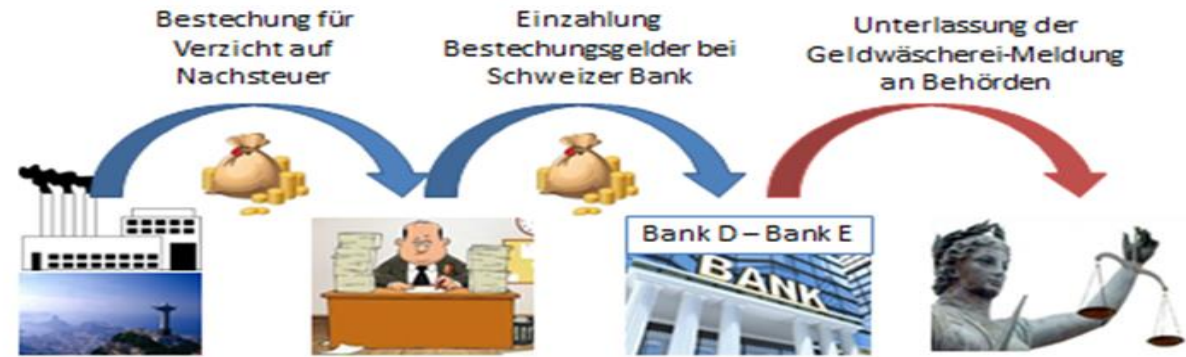 Bestechung für
Verzicht auf
Nachsteuer
Einzahlung
Bestechungsgelder bei
Schweizer Bank
Unterlassung der
Geldwäscherei-Meldung
an Behörden
Bank D – Bank E
BANK